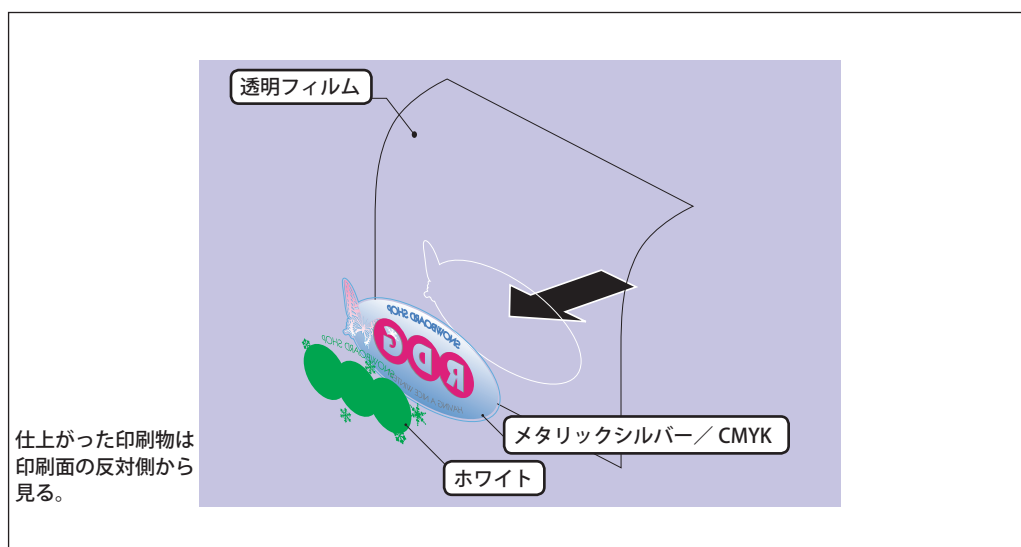 透明フィルム
SNOWBOARD SHOP
RDG
SNOWBOARD SHOP
メタリックシルバー／ CMYK
ホワイト
仕上がった印刷物は
印刷面の反対側から
見る。